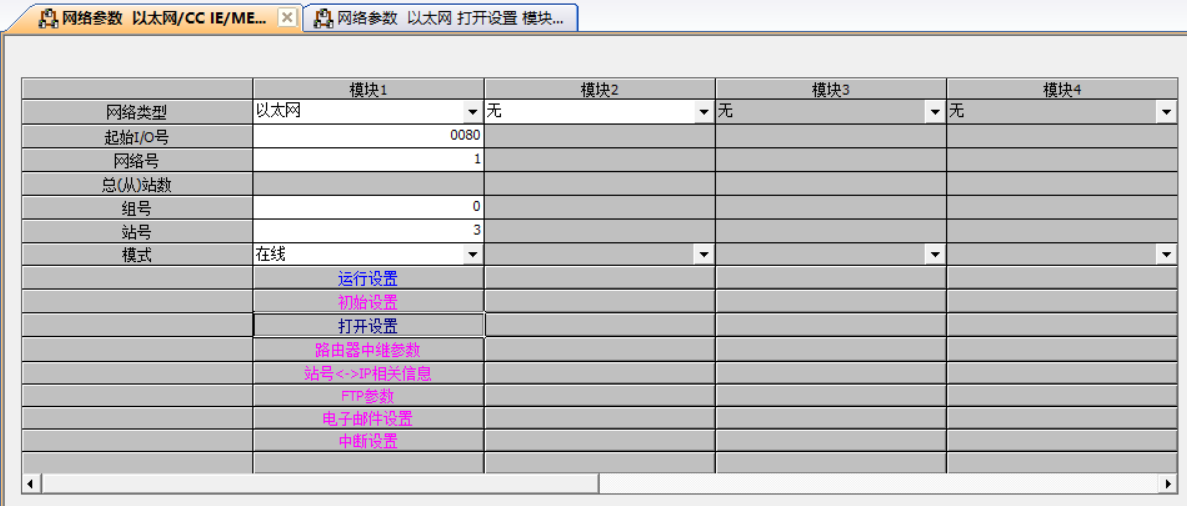 网络参数 以太网/CC IE/ME... 网络参数 以太网 打开设置 模块...
模块1 模块2 模块3 模块4
网络类型 以太网 无 无 无
起始I/O号 0080
网络号 1
总(从)站数
组号 0
站号 3
模式 在线
运行设置
初始设置
打开设置
路由器中继参数
站号<->IP相关信息
FTP参数
电子邮件设置
中断设置